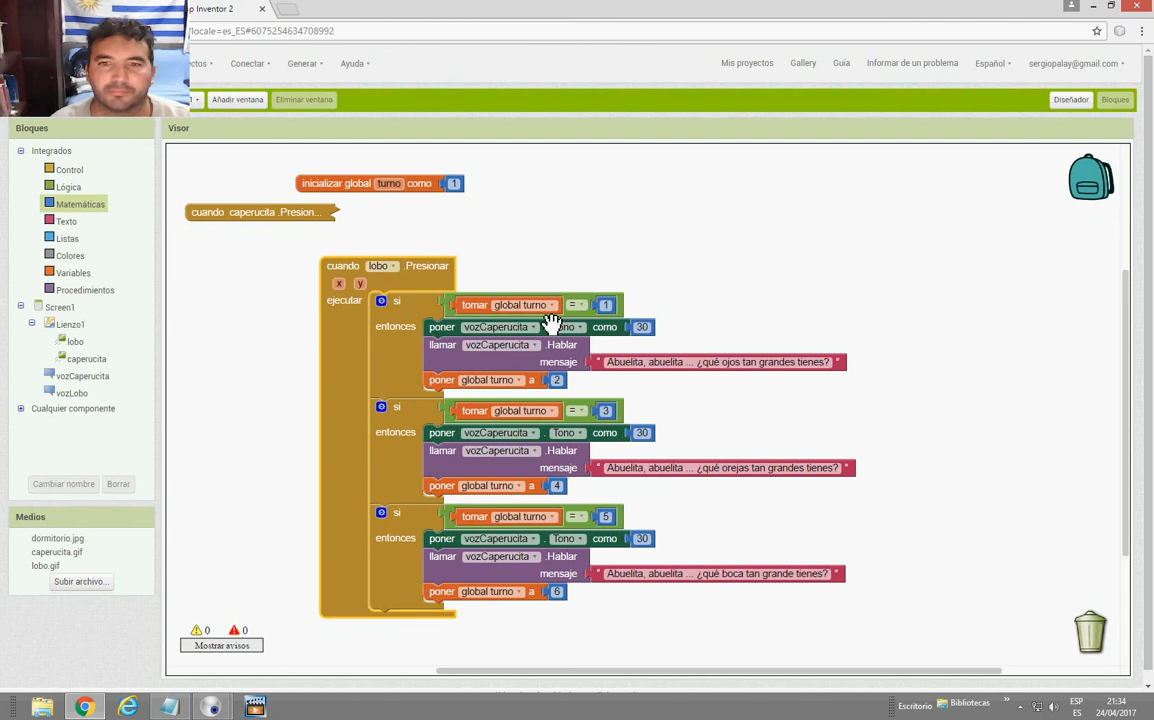 p Inventor 2
/locale=es_ES#6075254634708992
ectos Conectar Generar Ayuda Mis proyectos Gallery Guía Informar de un problema Español sergiopalay@gmail.com
1 Añadir ventana Eliminar ventana Diseñador Bloques
Bloques
Visor
Integrados
Control
Lógica
Matemáticas
Texto
Listas
Colores
Variables
Procedimientos
Screen1
Lienzo1
lobo
caperucita
vozCaperucita
vozLobo
Cualquier componente
Cambiar nombre Borrar
Medios
dormitorio.jpg
caperucita.gif
lobo.gif
Subir archivo...
inicializar global turno como 1
cuando caperucita .Presion...
cuando lobo .Presionar
x y
ejecutar si tomar global turno = 1
entonces poner vozCaperucita . Tono como 30
llamar vozCaperucita .Hablar
mensaje " Abuelita, abuelita ... ¿qué ojos tan grandes tienes? "
poner global turno a 2
si tomar global turno = 3
entonces poner vozCaperucita . Tono como 30
llamar vozCaperucita .Hablar
mensaje " Abuelita, abuelita ... ¿qué orejas tan grandes tienes? "
poner global turno a 4
si tomar global turno = 5
entonces poner vozCaperucita . Tono como 30
llamar vozCaperucita .Hablar
mensaje " Abuelita, abuelita ... ¿qué boca tan grande tienes? "
poner global turno a 6
0 0
Mostrar avisos
Escritorio Bibliotecas » ESP 21:34
ES 24/04/2017